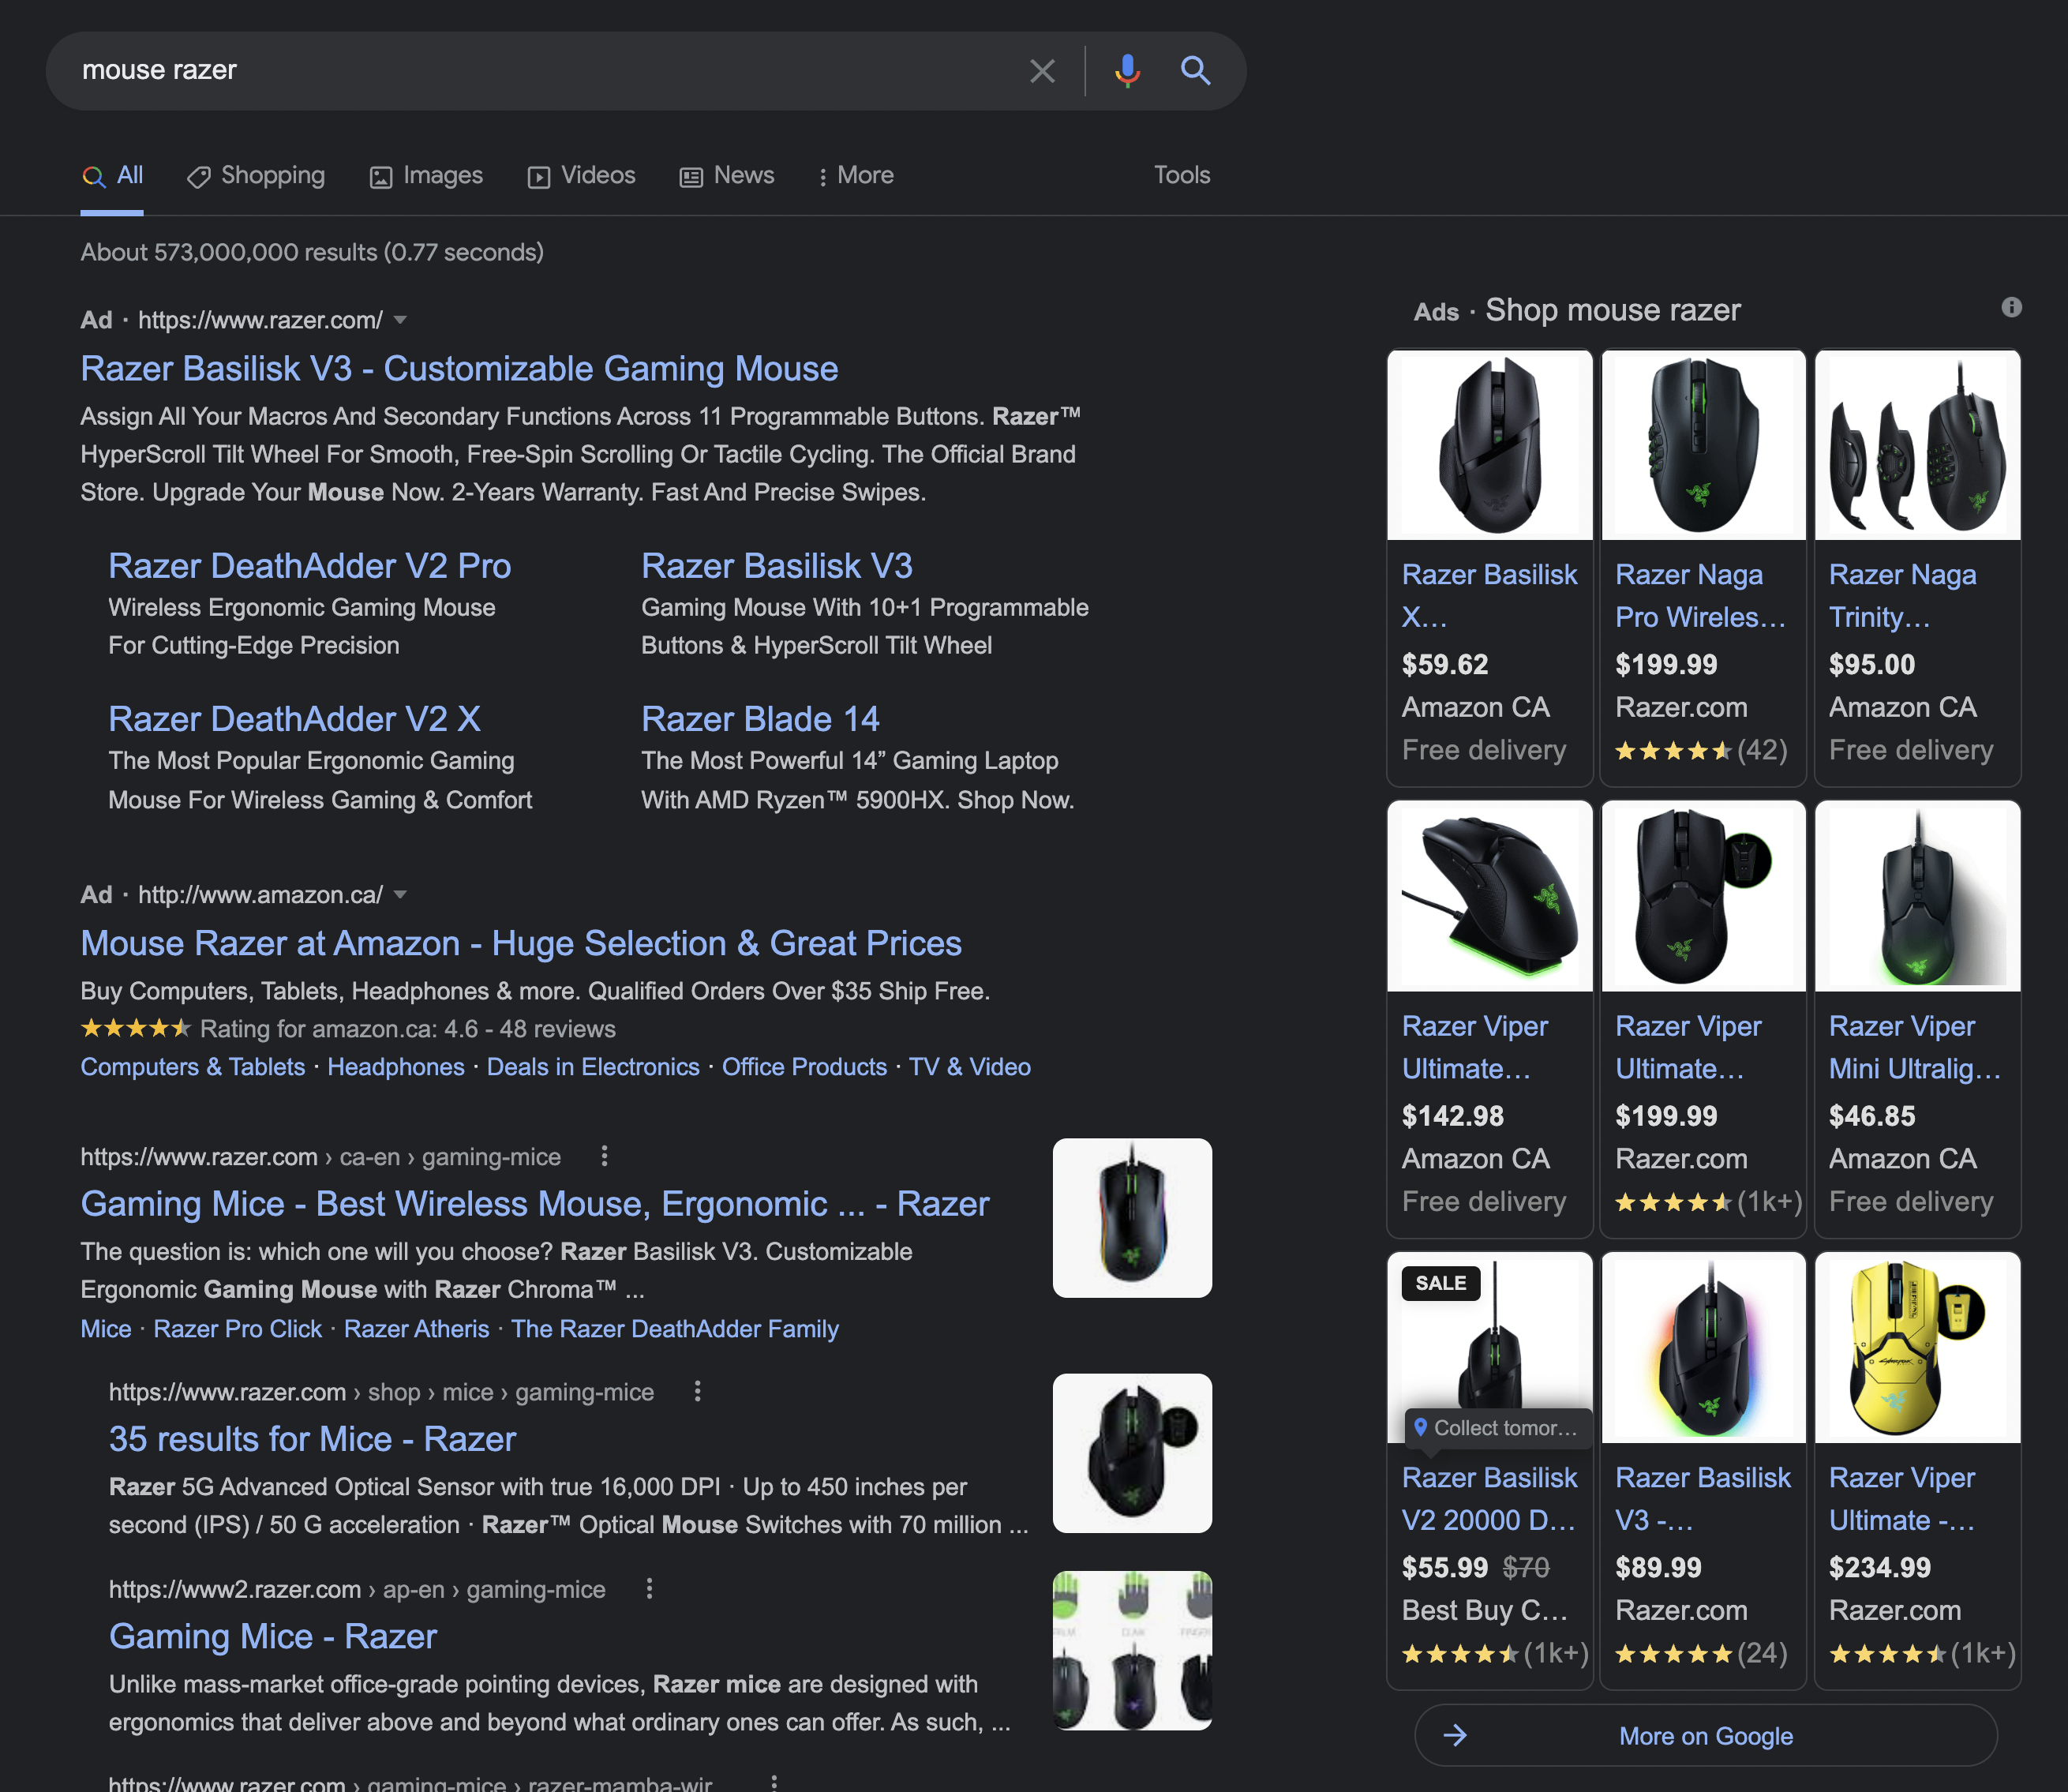 mouse razer
All
Shopping
Images
Videos
News
More
Tools
About 573,000,000 results (0.77 seconds)
Ad · https://www.razer.com/
Razer Basilisk V3 - Customizable Gaming Mouse
Assign All Your Macros And Secondary Functions Across 11 Programmable Buttons. Razer™
HyperScroll Tilt Wheel For Smooth, Free-Spin Scrolling Or Tactile Cycling. The Official Brand
Store. Upgrade Your Mouse Now. 2-Years Warranty. Fast And Precise Swipes.
Razer DeathAdder V2 Pro
Wireless Ergonomic Gaming Mouse
For Cutting-Edge Precision
Razer Basilisk V3
Gaming Mouse With 10+1 Programmable
Buttons & HyperScroll Tilt Wheel
Razer DeathAdder V2 X
The Most Popular Ergonomic Gaming
Mouse For Wireless Gaming & Comfort
Razer Blade 14
The Most Powerful 14” Gaming Laptop
With AMD Ryzen™ 5900HX. Shop Now.
Ad · http://www.amazon.ca/
Mouse Razer at Amazon - Huge Selection & Great Prices
Buy Computers, Tablets, Headphones & more. Qualified Orders Over $35 Ship Free.
Rating for amazon.ca: 4.6 - 48 reviews
Computers & Tablets · Headphones · Deals in Electronics · Office Products · TV & Video
https://www.razer.com › ca-en › gaming-mice
Gaming Mice - Best Wireless Mouse, Ergonomic ... - Razer
The question is: which one will you choose? Razer Basilisk V3. Customizable
Ergonomic Gaming Mouse with Razer Chroma™ ...
Mice · Razer Pro Click · Razer Atheris · The Razer DeathAdder Family
https://www.razer.com › shop › mice › gaming-mice
35 results for Mice - Razer
Razer 5G Advanced Optical Sensor with true 16,000 DPI · Up to 450 inches per
second (IPS) / 50 G acceleration · Razer™ Optical Mouse Switches with 70 million ...
https://www2.razer.com › ap-en › gaming-mice
Gaming Mice - Razer
Unlike mass-market office-grade pointing devices, Razer mice are designed with
ergonomics that deliver above and beyond what ordinary ones can offer. As such, ...
CLAW
https://www.razer.com › gaming-mice › razer-mamba-wir
Ads · Shop mouse razer
Razer Basilisk
X...
$59.62
Amazon CA
Free delivery
Razer Naga
Pro Wireles...
$199.99
Razer.com
(42)
Razer Naga
Trinity...
$95.00
Amazon CA
Free delivery
Razer Viper
Ultimate...
$142.98
Amazon CA
Free delivery
Razer Viper
Ultimate...
$199.99
Razer.com
(1k+)
Razer Viper
Mini Ultralig...
$46.85
Amazon CA
Free delivery
SALE
Collect tomor...
Razer Basilisk
V2 20000 D...
$55.99 $70
Best Buy C...
(1k+)
Razer Basilisk
V3 -...
$89.99
Razer.com
(24)
Razer Viper
Ultimate -...
$234.99
Razer.com
(1k+)
More on Google